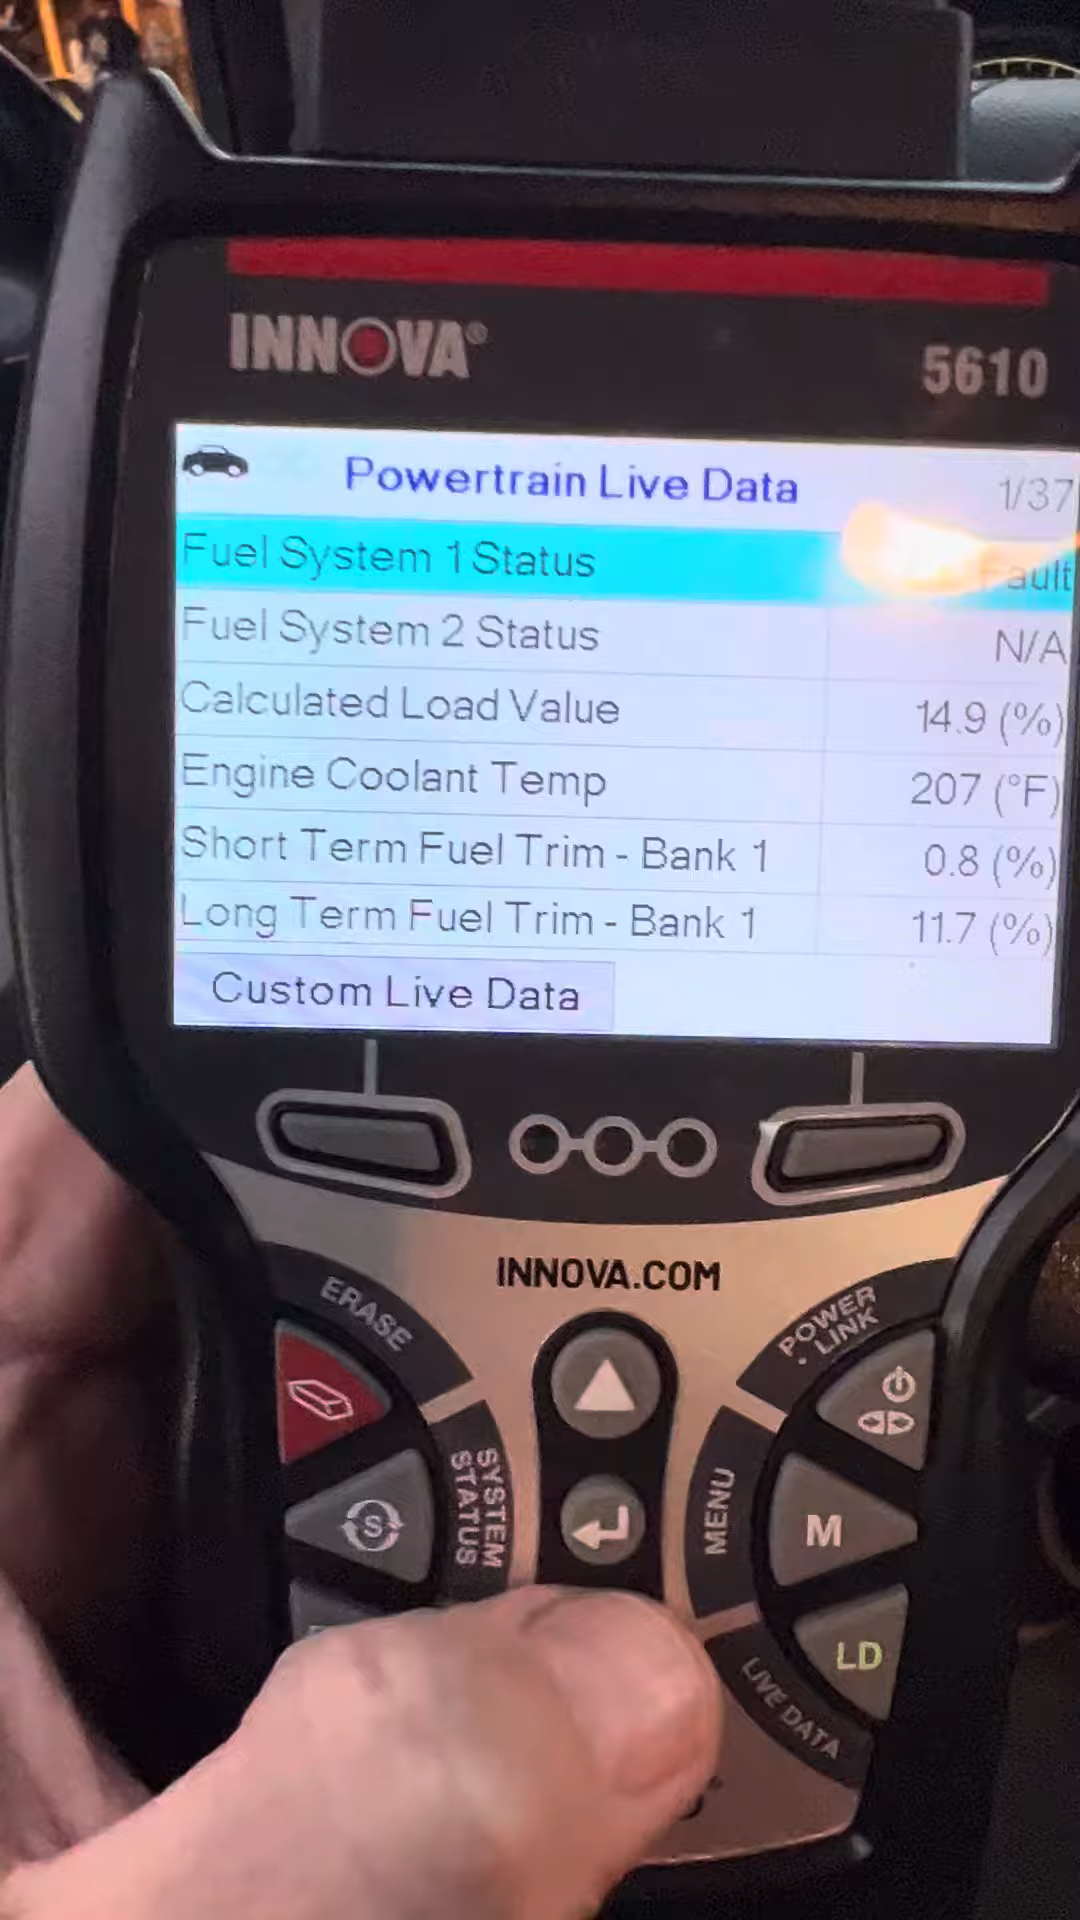 INNOVA®
5610
Powertrain Live Data 1/37
Fuel System 1 Status Fault
Fuel System 2 Status N/A
Calculated Load Value 14.9 (%)
Engine Coolant Temp 207 (°F)
Short Term Fuel Trim - Bank 1 0.8 (%)
Long Term Fuel Trim - Bank 1 11.7 (%)
Custom Live Data
INNOVA.COM
ERASE
POWER
LINK
SYSTEM
STATUS
S
MENU
M
LD
LIVE DATA